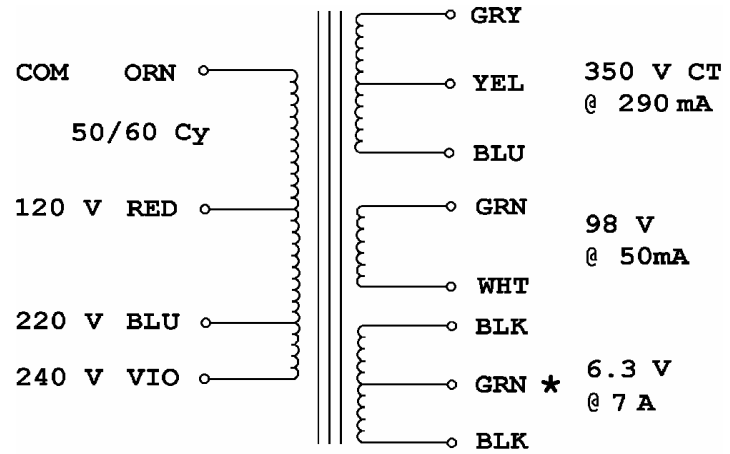 COM ORN
50/60 Cy
120 V RED
220 V BLU
240 V VIO
GRY
YEL
BLU
350 V CT
@ 290 mA
GRN
WHT
98 V
@ 50mA
BLK
GRN *
BLK
6.3 V
@ 7 A